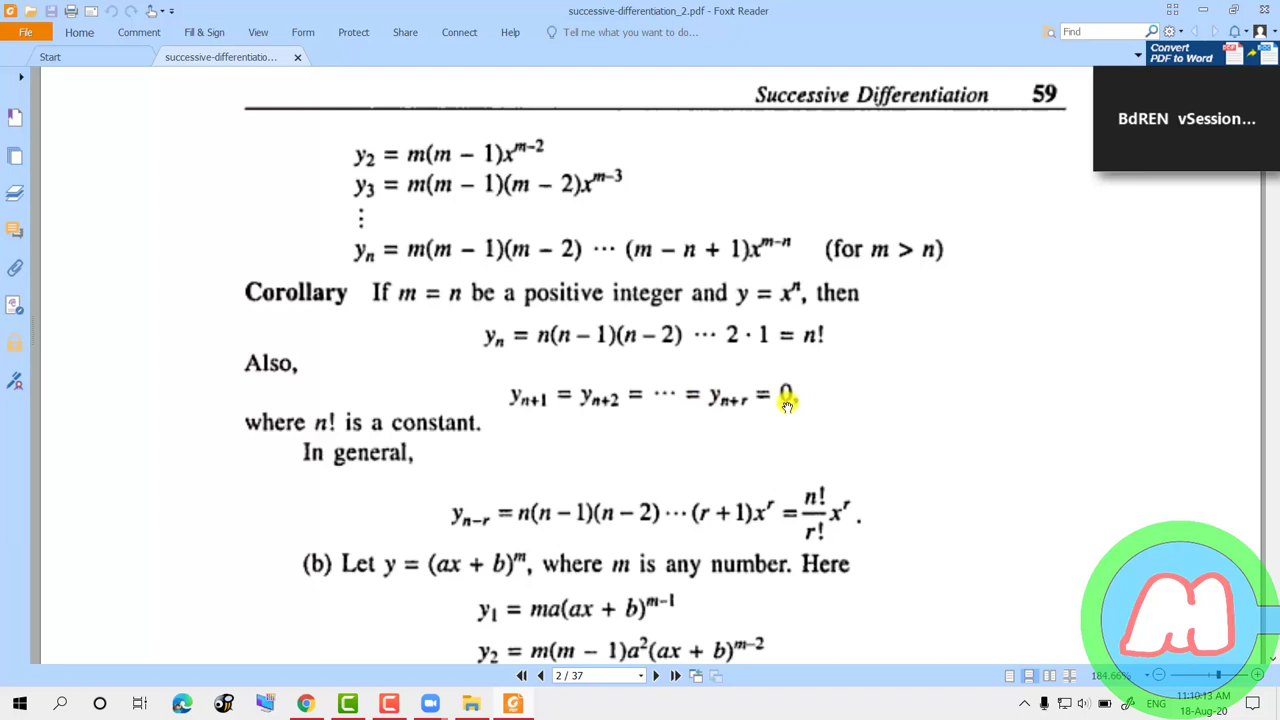 successive-differentiation_2.pdf - Foxit Reader
File Home Comment Fill & Sign View Form Protect Share Connect Help Tell me what you want to do... Find
Start successive-differentiatio... Convert PDF to Word
Successive Differentiation 59
BdREN vSession...
y₂ = m(m − 1)xᵐ⁻²
y₃ = m(m − 1)(m − 2)xᵐ⁻³
⋮
yₙ = m(m − 1)(m − 2) ··· (m − n + 1)xᵐ⁻ⁿ (for m > n)
Corollary If m = n be a positive integer and y = xⁿ, then
yₙ = n(n − 1)(n − 2) ··· 2 · 1 = n!
Also,
yₙ₊₁ = yₙ₊₂ = ··· = yₙ₊ᵣ = 0,
where n! is a constant.
In general,
yₙ₋ᵣ = n(n − 1)(n − 2) ··· (r + 1)xʳ = n!/r! xʳ .
(b) Let y = (ax + b)ᵐ, where m is any number. Here
y₁ = ma(ax + b)ᵐ⁻¹
y₂ = m(m − 1)a²(ax + b)ᵐ⁻²
2 / 37 184.66%
M
ENG 11:10:13 AM
18-Aug-20